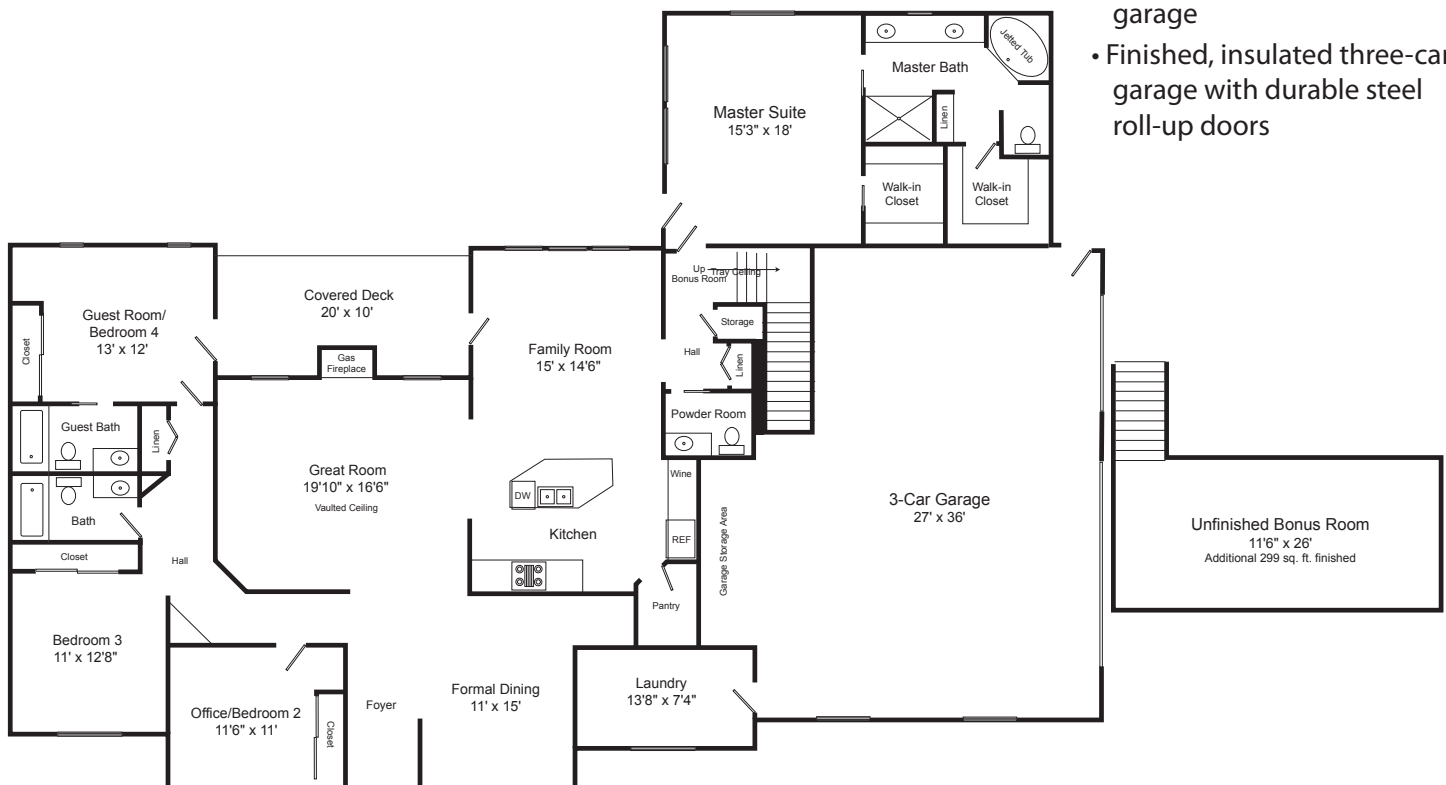 garage
• Finished, insulated three-car
garage with durable steel
roll-up doors
Jetted Tub
Master Bath
Master Suite
15'3" x 18'
Linen
Walk-in
Closet
Walk-in
Closet
Up
Tray Ceiling
Bonus Room
Covered Deck
20' x 10'
Guest Room/
Bedroom 4
13' x 12'
Closet
Storage
Family Room
15' x 14'6"
Hall
Linen
Gas
Fireplace
Powder Room
Guest Bath
Linen
Great Room
19'10" x 16'6"
Vaulted Ceiling
Wine
DW
3-Car Garage
27' x 36'
Unfinished Bonus Room
11'6" x 26'
Additional 299 sq. ft. finished
Bath
Kitchen
REF
Garage Storage Area
Closet
Hall
Pantry
Bedroom 3
11' x 12'8"
Laundry
13'8" x 7'4"
Formal Dining
11' x 15'
Foyer
Office/Bedroom 2
11'6" x 11'
Closet